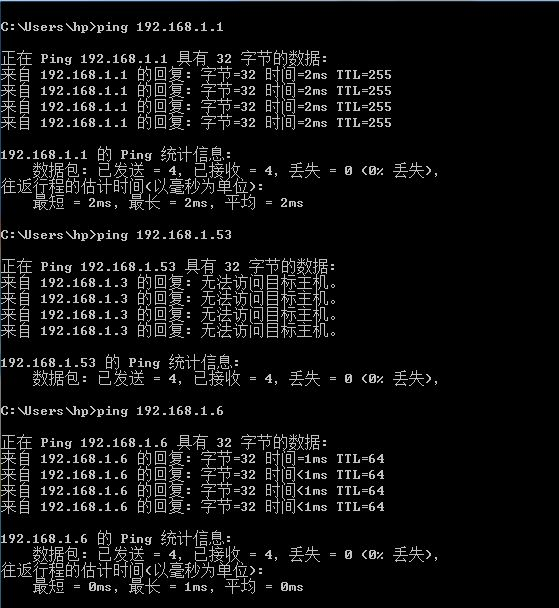 C:\Users\hp>ping 192.168.1.1
正在 Ping 192.168.1.1 具有 32 字节的数据:
来自 192.168.1.1 的回复: 字节=32 时间=2ms TTL=255
来自 192.168.1.1 的回复: 字节=32 时间=2ms TTL=255
来自 192.168.1.1 的回复: 字节=32 时间=2ms TTL=255
来自 192.168.1.1 的回复: 字节=32 时间=2ms TTL=255
192.168.1.1 的 Ping 统计信息:
数据包: 已发送 = 4, 已接收 = 4, 丢失 = 0 (0% 丢失),
往返行程的估计时间(以毫秒为单位):
最短 = 2ms, 最长 = 2ms, 平均 = 2ms
C:\Users\hp>ping 192.168.1.53
正在 Ping 192.168.1.53 具有 32 字节的数据:
来自 192.168.1.3 的回复: 无法访问目标主机。
来自 192.168.1.3 的回复: 无法访问目标主机。
来自 192.168.1.3 的回复: 无法访问目标主机。
来自 192.168.1.3 的回复: 无法访问目标主机。
192.168.1.53 的 Ping 统计信息:
数据包: 已发送 = 4, 已接收 = 4, 丢失 = 0 (0% 丢失),
C:\Users\hp>ping 192.168.1.6
正在 Ping 192.168.1.6 具有 32 字节的数据:
来自 192.168.1.6 的回复: 字节=32 时间=1ms TTL=64
来自 192.168.1.6 的回复: 字节=32 时间<1ms TTL=64
来自 192.168.1.6 的回复: 字节=32 时间<1ms TTL=64
来自 192.168.1.6 的回复: 字节=32 时间<1ms TTL=64
192.168.1.6 的 Ping 统计信息:
数据包: 已发送 = 4, 已接收 = 4, 丢失 = 0 (0% 丢失),
往返行程的估计时间(以毫秒为单位):
最短 = 0ms, 最长 = 1ms, 平均 = 0ms